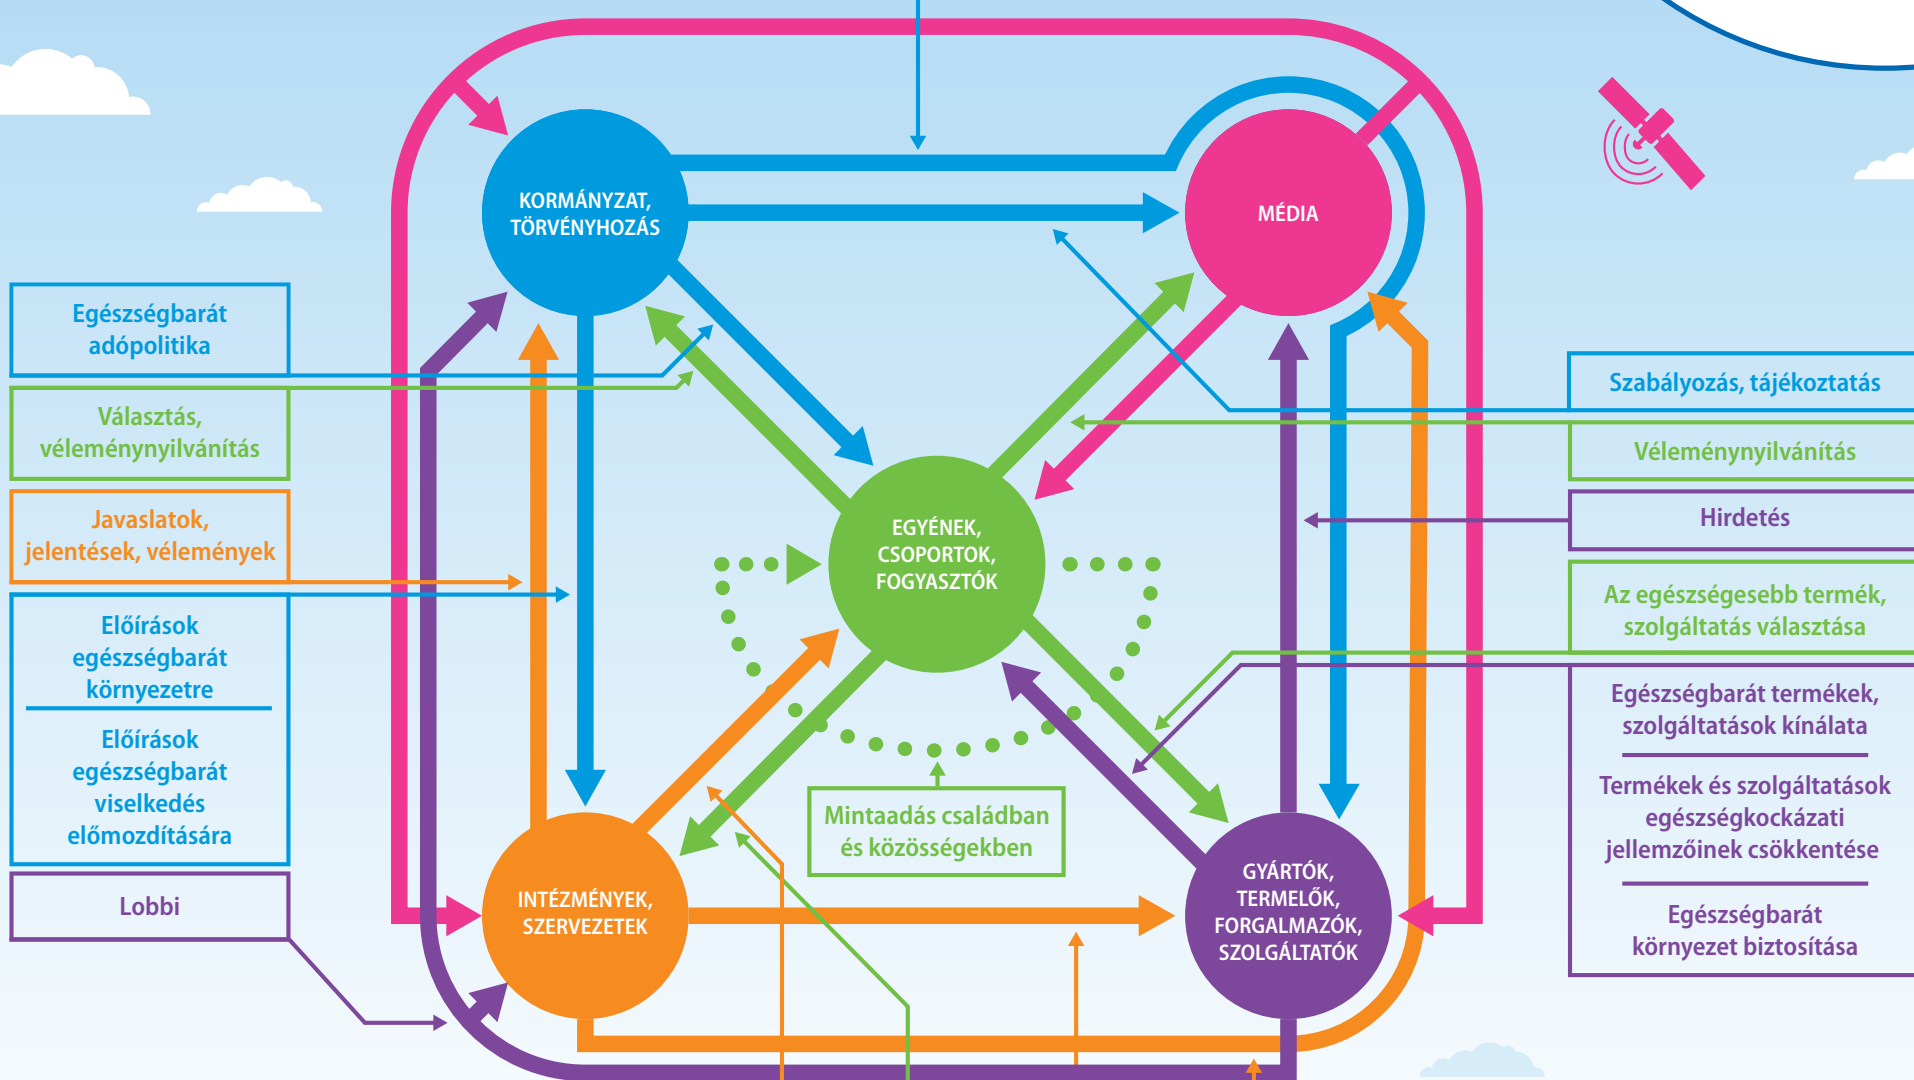 KORMÁNYZAT,
TÖRVÉNYHOZÁS
MÉDIA
Egészségbarát
adópolitika
Választás,
véleménynyilvánítás
Javaslatok,
jelentések, vélemények
Előírások
egészségbarát
környezetre
Előírások
egészségbarát
viselkedés
előmozdítására
Lobbi
EGYÉNEK,
CSOPORTOK,
FOGYASZTÓK
Mintaadás családban
és közösségekben
INTÉZMÉNYEK,
SZERVEZETEK
GYÁRTÓK,
TERMELŐK,
FORGALMAZÓK,
SZOLGÁLTATÓK
Szabályozás, tájékoztatás
Véleménynyilvánítás
Hirdetés
Az egészségesebb termék,
szolgáltatás választása
Egészségbarát termékek,
szolgáltatások kínálata
Termékek és szolgáltatások
egészségkockázati
jellemzőinek csökkentése
Egészségbarát
környezet biztosítása